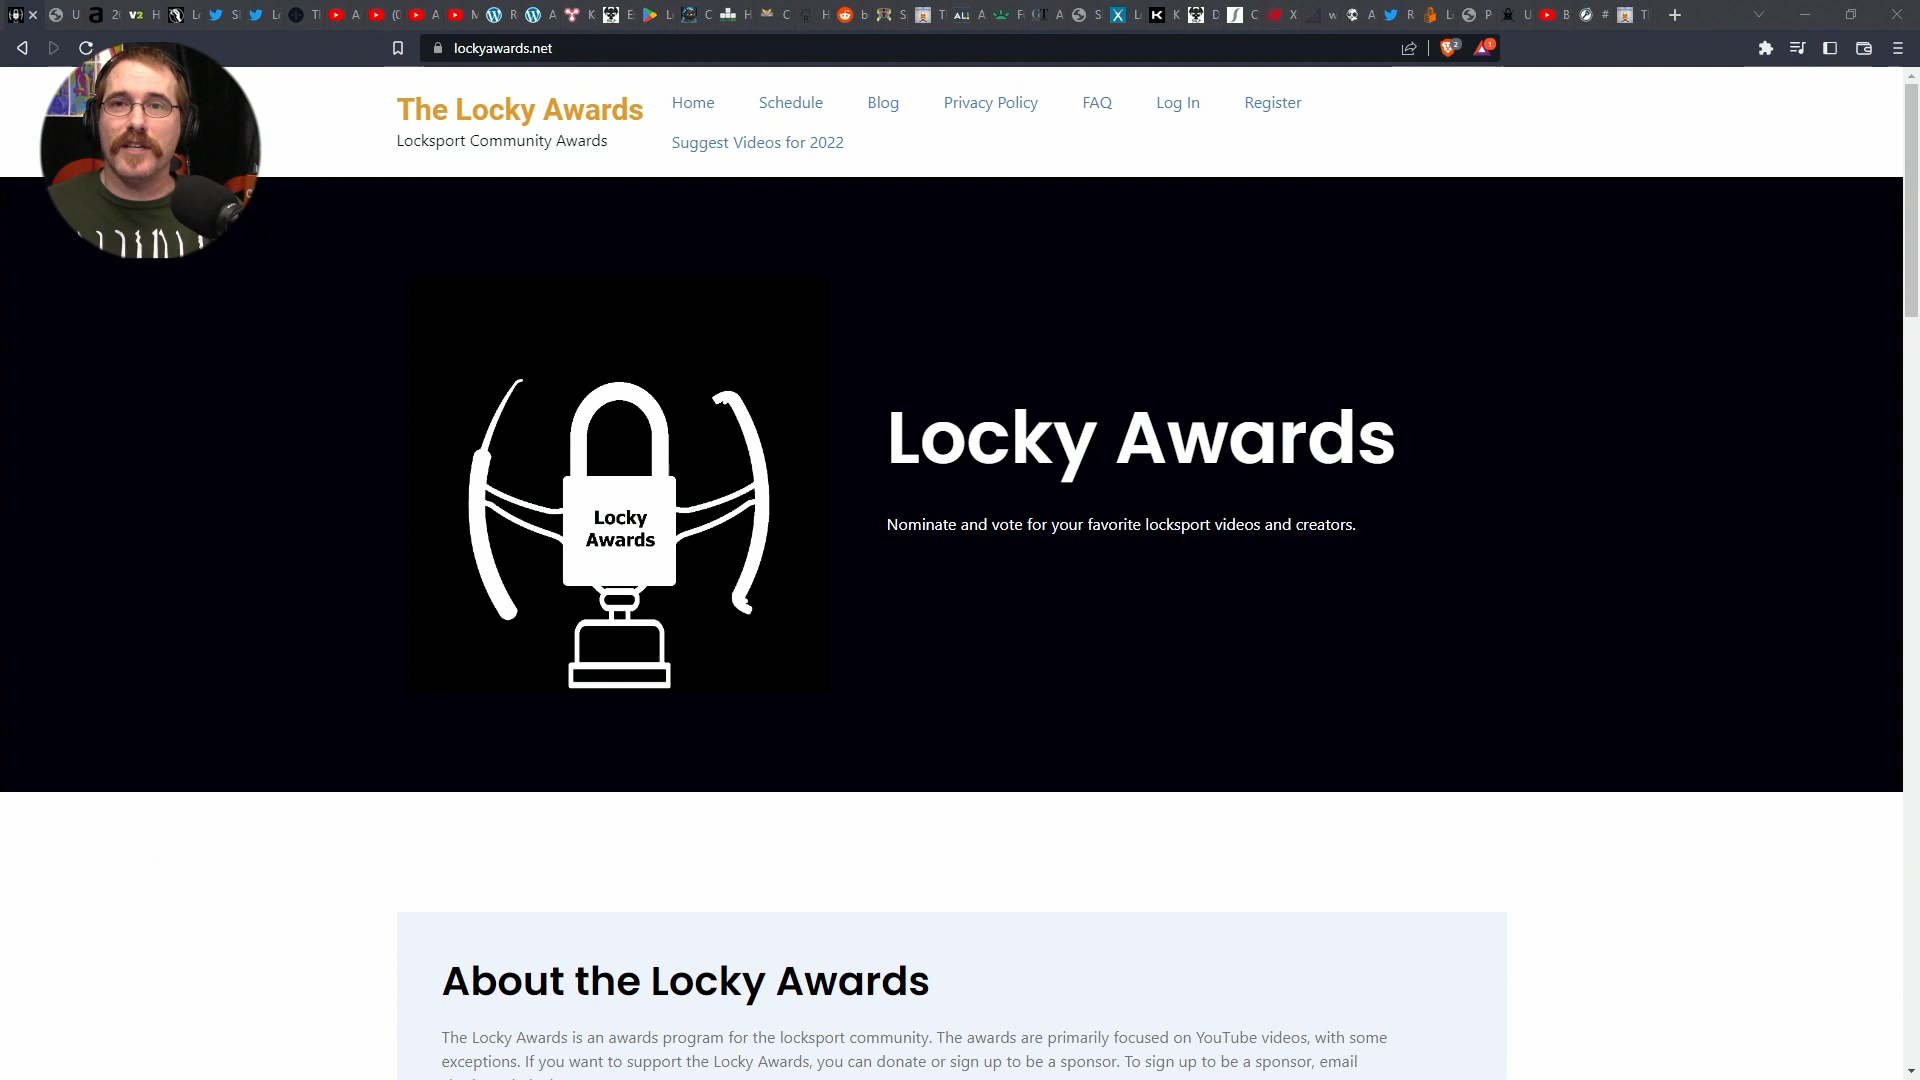 lockyawards.net
The Locky Awards
Locksport Community Awards
Home
Schedule
Blog
Privacy Policy
FAQ
Log In
Register
Suggest Videos for 2022
Locky
Awards
Locky Awards
Nominate and vote for your favorite locksport videos and creators.
About the Locky Awards
The Locky Awards is an awards program for the locksport community. The awards are primarily focused on YouTube videos, with some
exceptions. If you want to support the Locky Awards, you can donate or sign up to be a sponsor. To sign up to be a sponsor, email